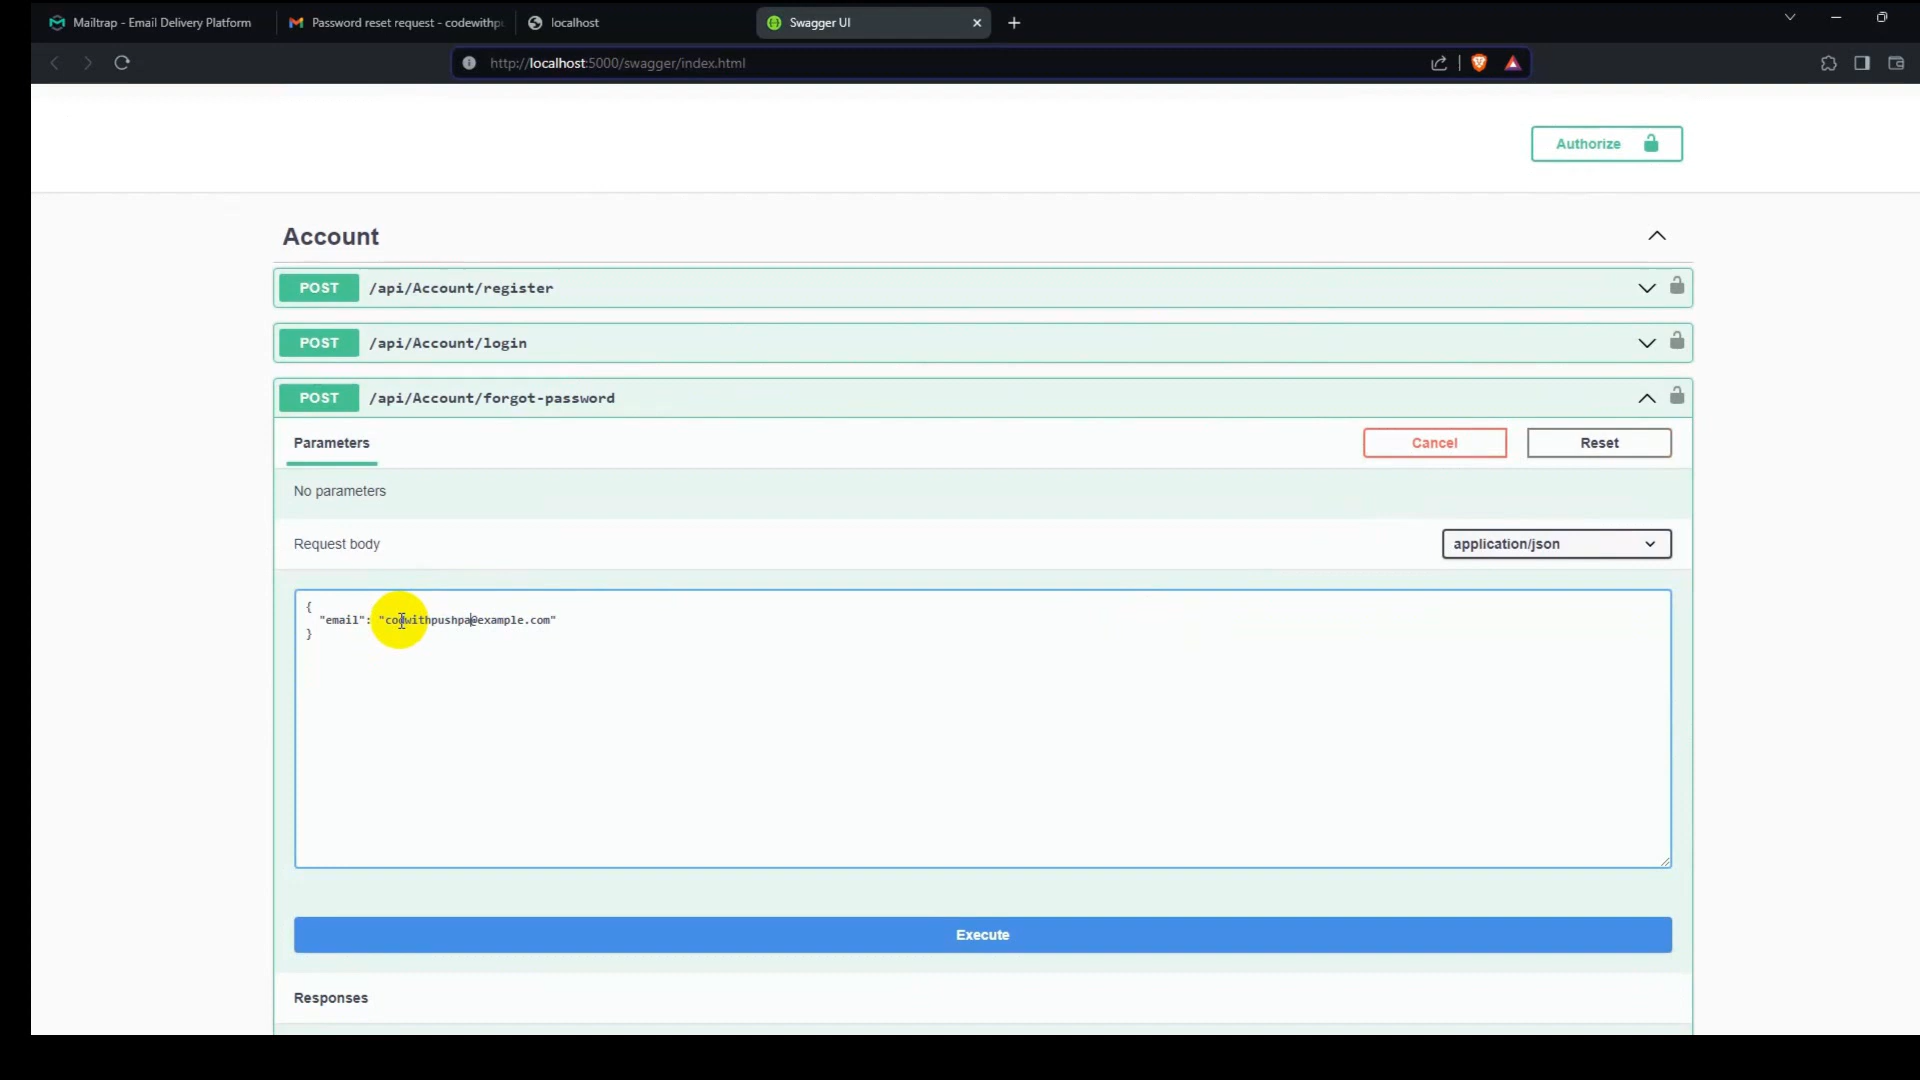 Mailtrap - Email Delivery Platform
Password reset request - codewithpu
localhost
Swagger UI
http://localhost:5000/swagger/index.html
Authorize
Account
POST /api/Account/register
POST /api/Account/login
POST /api/Account/forgot-password
Parameters
Cancel
Reset
No parameters
Request body
application/json
{
"email": "codwithpushpa@example.com"
}
Execute
Responses